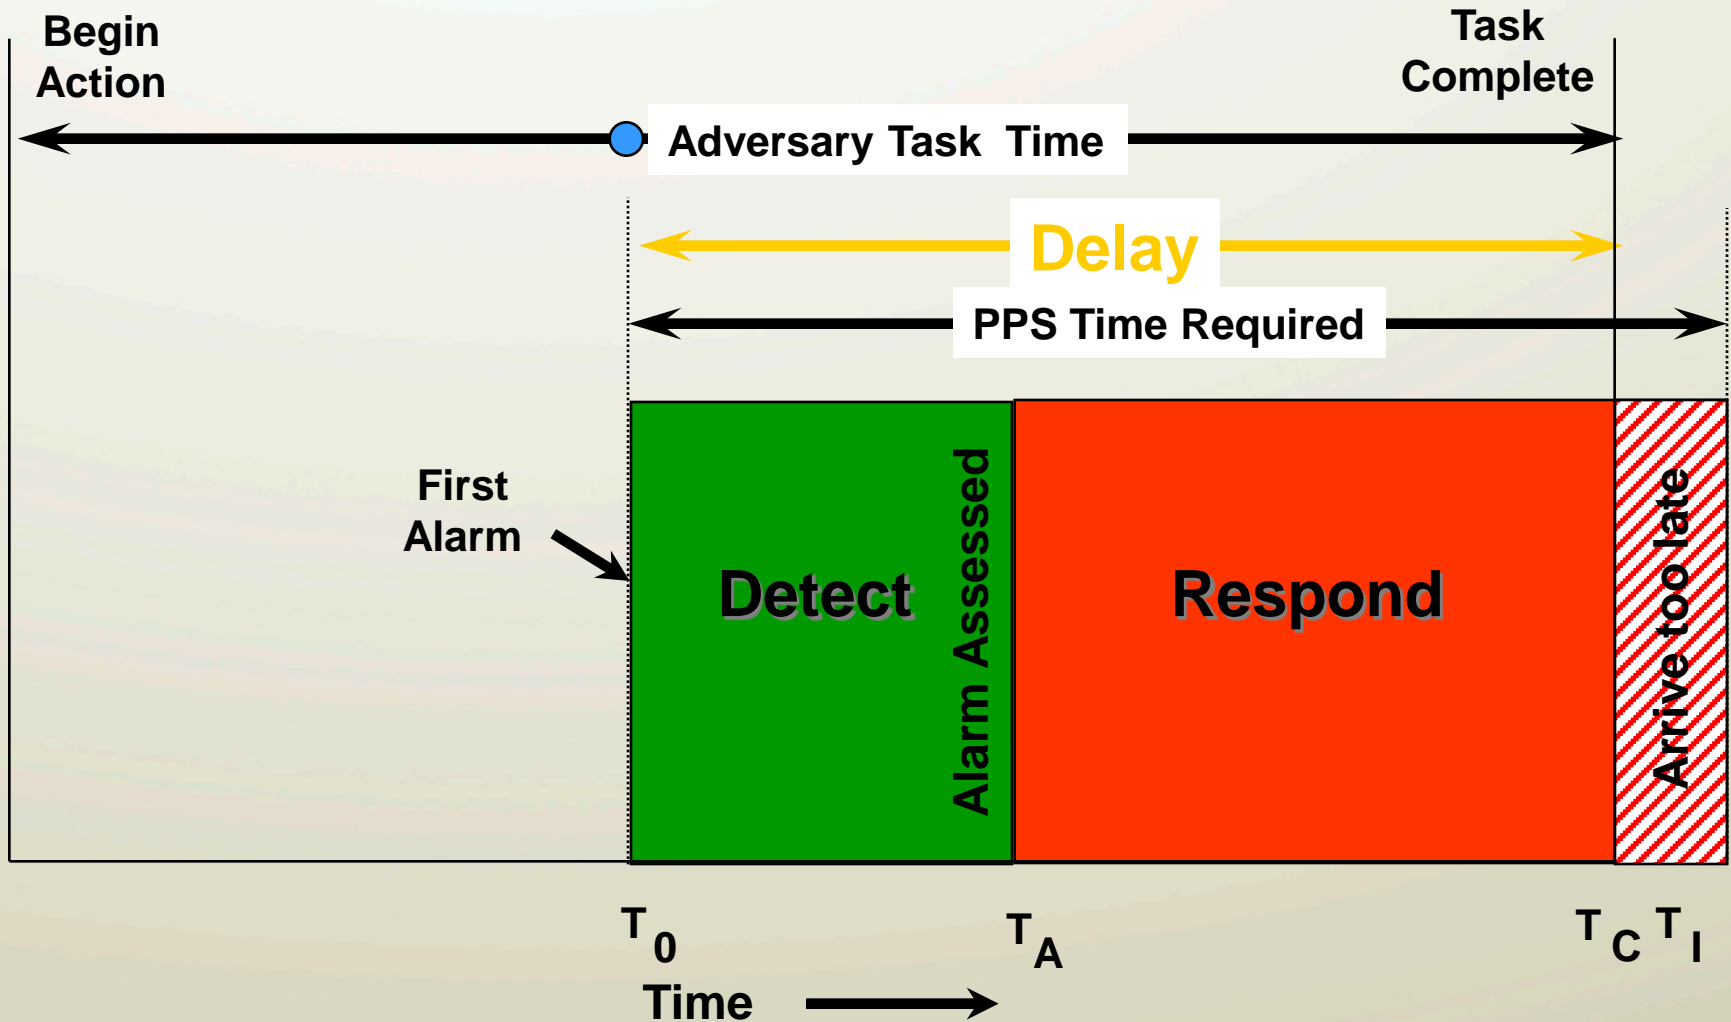 Begin
Action
Task
Complete
Adversary Task Time
Delay
PPS Time Required
First
Alarm
Detect
Alarm Assessed
Respond
Arrive too late
T0
TA
TC
TI
Time